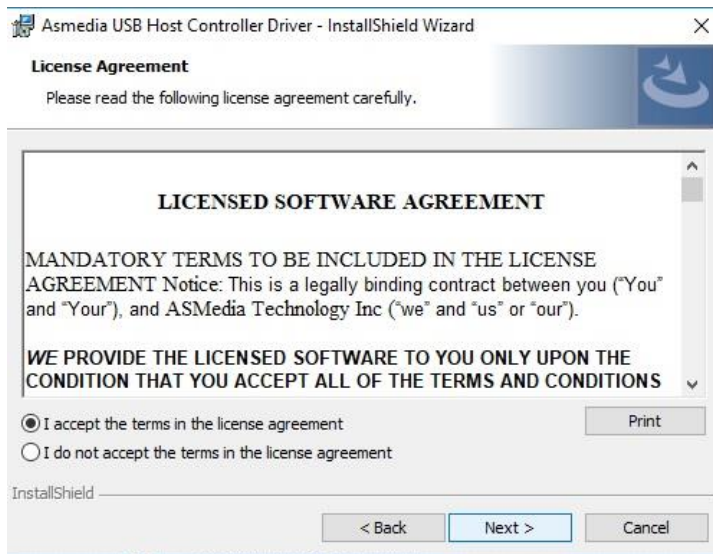 Asmedia USB Host Controller Driver - InstallShield Wizard
License Agreement
Please read the following license agreement carefully.
LICENSED SOFTWARE AGREEMENT
MANDATORY TERMS TO BE INCLUDED IN THE LICENSE
AGREEMENT Notice: This is a legally binding contract between you (“You”
and “Your”), and ASMedia Technology Inc (“we” and “us” or “our”).
WE PROVIDE THE LICENSED SOFTWARE TO YOU ONLY UPON THE
CONDITION THAT YOU ACCEPT ALL OF THE TERMS AND CONDITIONS
I accept the terms in the license agreement
Print
I do not accept the terms in the license agreement
InstallShield
< Back
Next >
Cancel